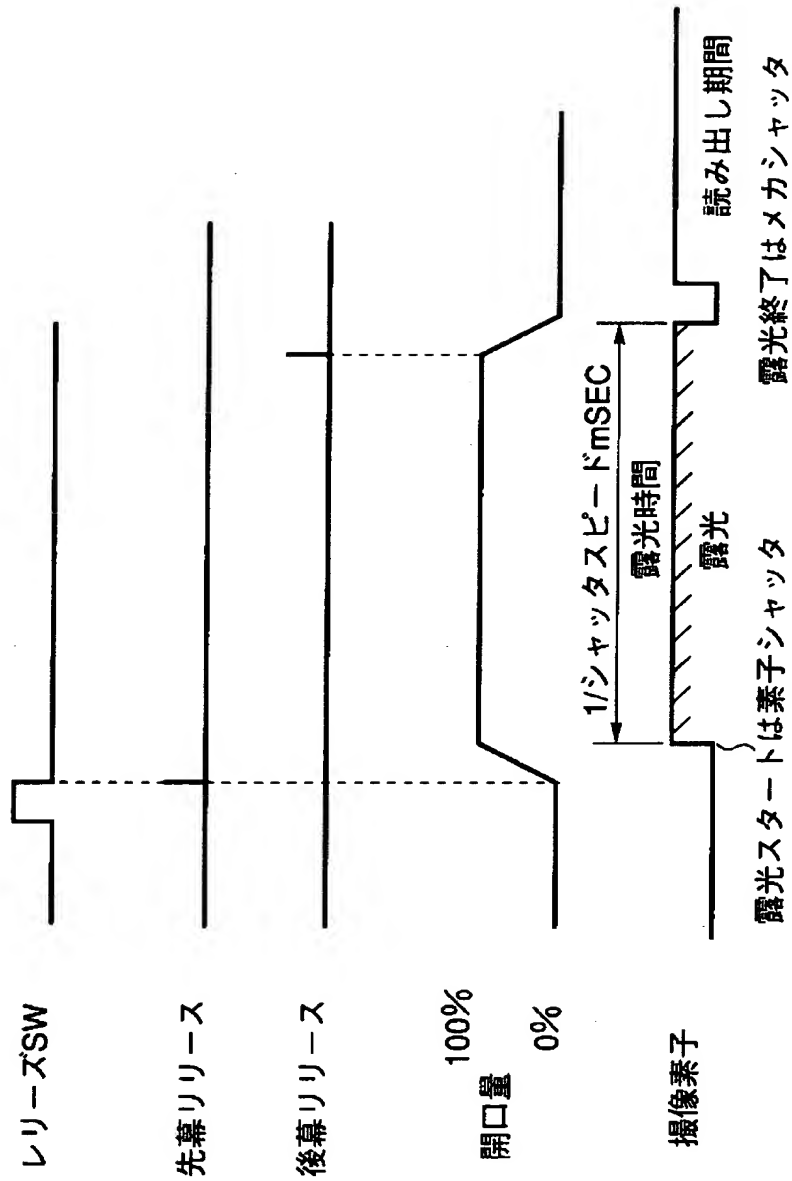 レリーズSW
先幕リリース
後幕リリース
100%
開口量
0%
1/シャッタスピードmSEC
露光時間
撮像素子
露光
読み出し期間
露光スタートは素子シャッタ
露光終了はメカシャッタ